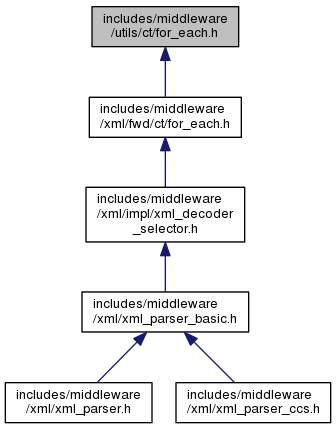 includes/middleware
/utils/ct/for_each.h
includes/middleware
/xml/fwd/ct/for_each.h
includes/middleware
/xml/impl/xml_decoder
_selector.h
includes/middleware
/xml/xml_parser_basic.h
includes/middleware
/xml/xml_parser.h
includes/middleware
/xml/xml_parser_ccs.h